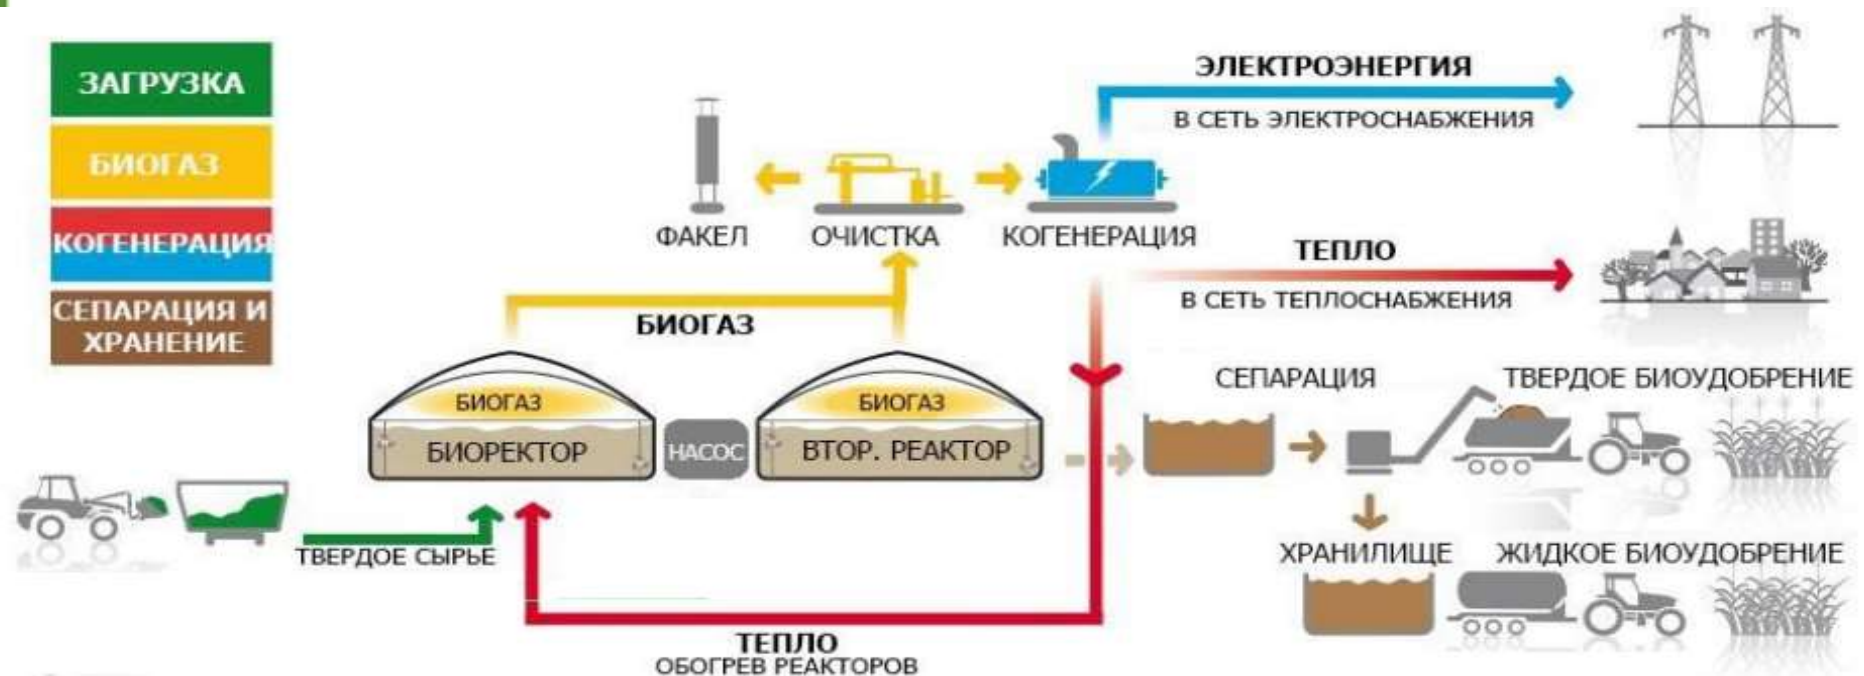 ЗАГРУЗКА
БИОГАЗ
КОГЕНЕРАЦИЯ
СЕПАРАЦИЯ И
ХРАНЕНИЕ
ЭЛЕКТРОЭНЕРГИЯ
В СЕТЬ ЭЛЕКТРОСНАБЖЕНИЯ
ФАКЕЛ
ОЧИСТКА
КОГЕНЕРАЦИЯ
ТЕПЛО
В СЕТЬ ТЕПЛОСНАБЖЕНИЯ
БИОГАЗ
БИОГАЗ
БИОГАЗ
БИОРЕКТОР
НАСОС
ВТОР. РЕАКТОР
СЕПАРАЦИЯ
ТВЕРДОЕ БИОУДОБРЕНИЕ
ТВЕРДОЕ СЫРЬЕ
ХРАНИЛИЩЕ
ЖИДКОЕ БИОУДОБРЕНИЕ
ТЕПЛО
ОБОГРЕВ РЕАКТОРОВ